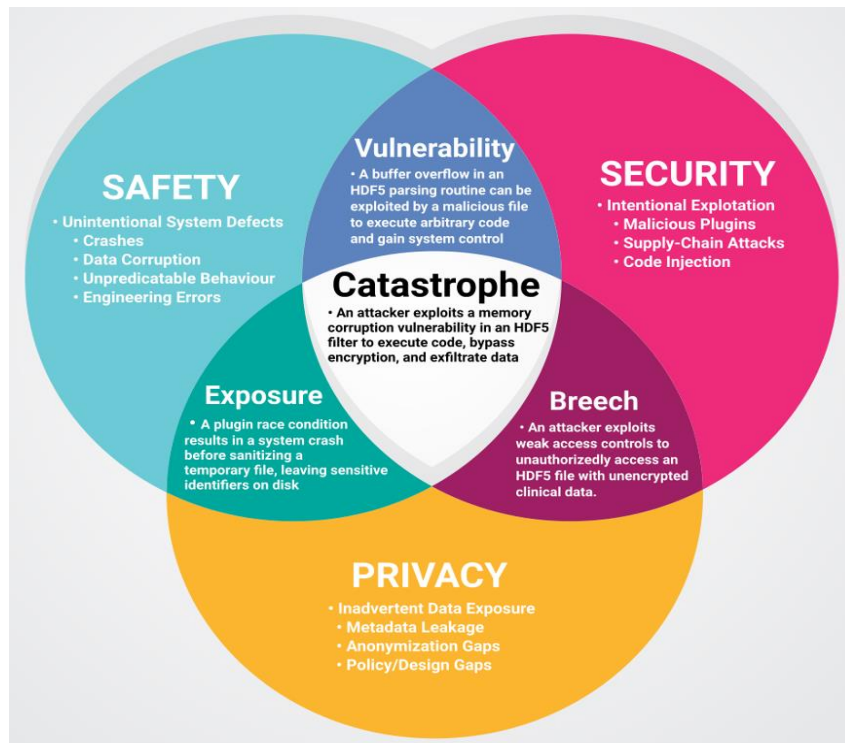 Vulnerability
• A buffer overflow in an
HDF5 parsing routine can be
exploited by a malicious file
to execute arbitrary code
and gain system control
SAFETY
• Unintentional System Defects
• Crashes
• Data Corruption
• Unpredicatable Behaviour
• Engineering Errors
SECURITY
• Intentional Explotation
• Malicious Plugins
• Supply-Chain Attacks
• Code Injection
Catastrophe
• An attacker exploits a memory
corruption vulnerability in an HDF5
filter to execute code, bypass
encryption, and exfiltrate data
Exposure
• A plugin race condition
results in a system crash
before sanitizing a
temporary file, leaving sensitive
identifiers on disk
Breech
• An attacker exploits
weak access controls to
unauthorizedly access an
HDF5 file with unencrypted
clinical data.
PRIVACY
• Inadvertent Data Exposure
• Metadata Leakage
• Anonymization Gaps
• Policy/Design Gaps